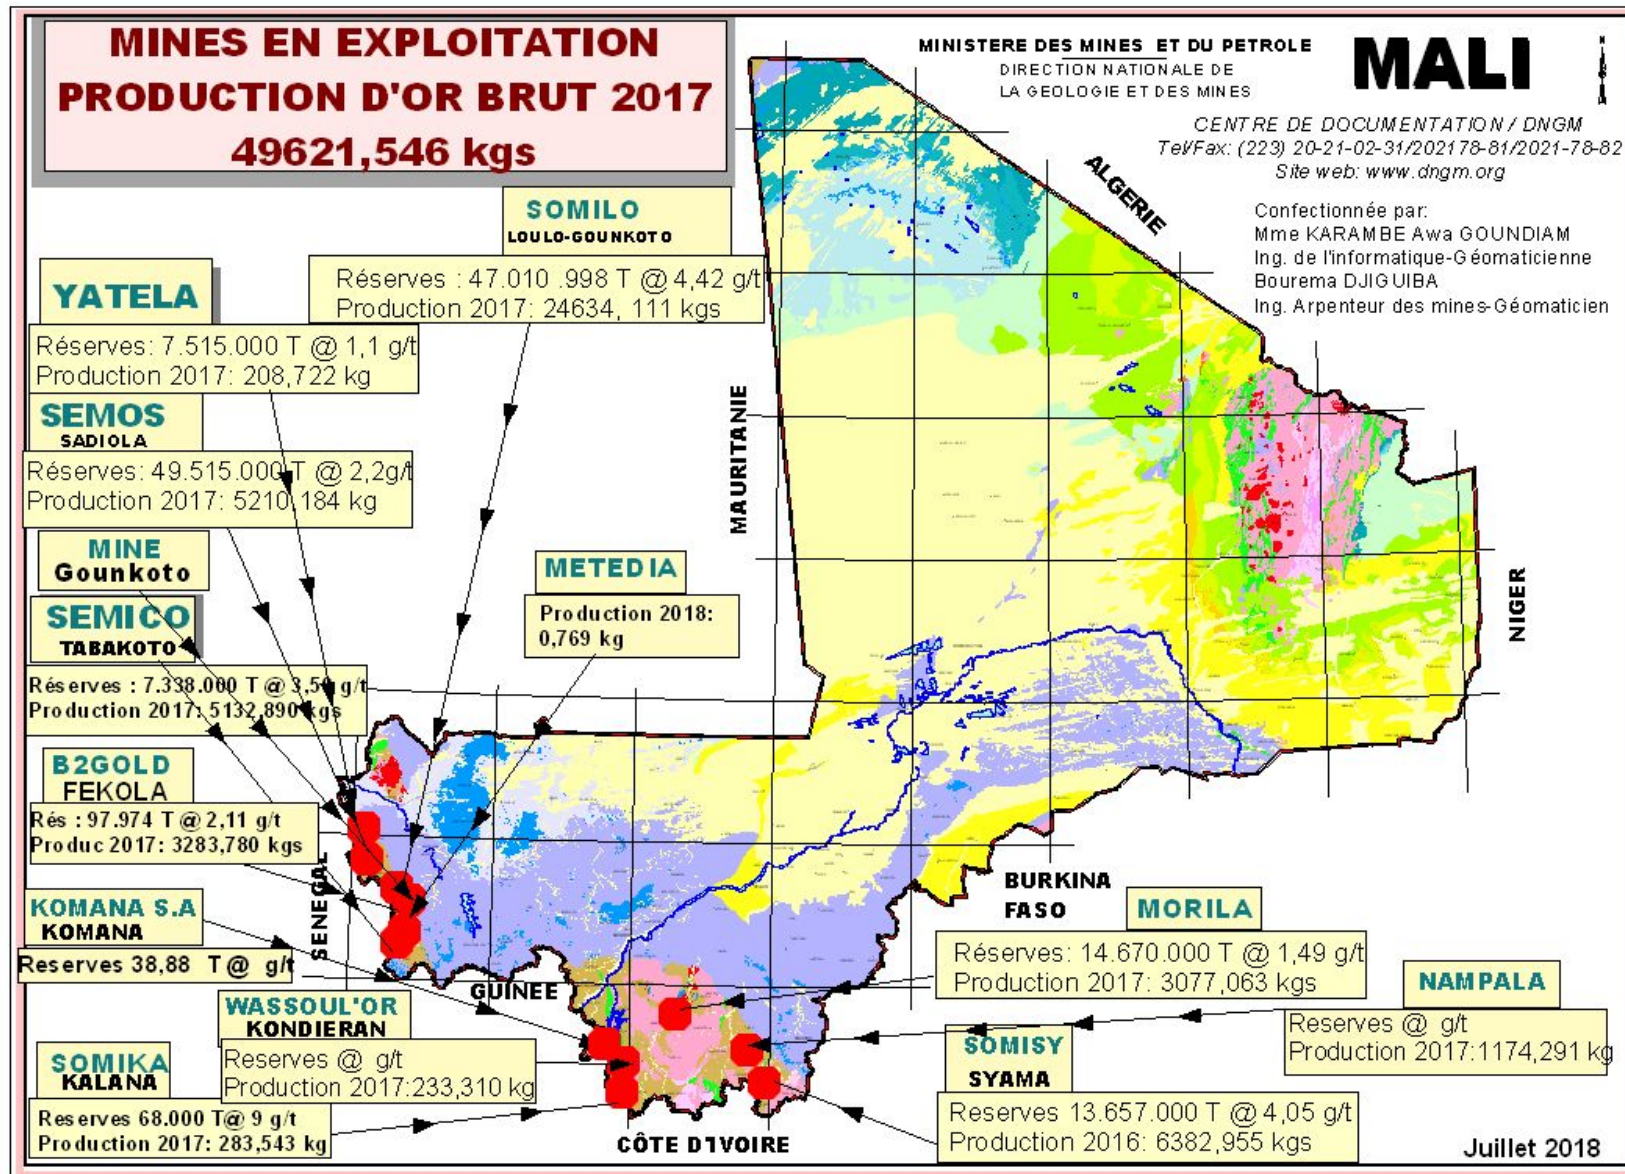 MINES EN EXPLOITATION
PRODUCTION D'OR BRUT 2017
49621,546 kgs
MINISTERE DES MINES ET DU PETROLE
DIRECTION NATIONALE DE
LA GEOLOGIE ET DES MINES
MALI
CENTRE DE DOCUMENTATION / DNGM
Tel/Fax: (223) 20-21-02-31/202178-81/2021-78-82
Site web: www.dngm.org
Confectionnée par:
Mme KARAMBE Awa GOUNDIAM
Ing. de l'informatique-Géomaticienne
Bourema DJIGUIBA
Ing. Arpenteur des mines-Géomaticien
SOMILO
LOULO-GOUNKOTO
Réserves : 47.010 .998 T @ 4,42 g/t
Production 2017: 24634, 111 kgs
YATELA
Réserves: 7.515.000 T @ 1,1 g/t
Production 2017: 208,722 kg
SEMOS
SADIOLA
Réserves: 49.515.000 T @ 2,2g/t
Production 2017: 5210,184 kg
MINE
Gounkoto
SEMICO
TABAKOTO
Réserves : 7.338.000 T @ g/t
Production 2017: 5132,890 kgs
METEDIA
Production 2018:
0,769 kg
B2GOLD
FEKOLA
Rés : 97.974 T @ 2,11 g/t
Produc 2017: 3283,780 kgs
KOMANA S.A
KOMANA
Reserves 38,88 T@ g/t
WASSOUL'OR
KONDIERAN
Reserves @ g/t
Production 2017:233,310 kg
SOMIKA
KALANA
Reserves 68.000 T@ 9 g/t
Production 2017: 283,543 kg
MORILA
Réserves: 14.670.000 T @ 1,49 g/t
Production 2017: 3077,063 kgs
NAMPALA
Reserves @ g/t
Production 2017:1174,291 kg
SOMISY
SYAMA
Reserves 13.657.000 T @ 4,05 g/t
Production 2016: 6382,955 kgs
ALGERIE
MAURITANIE
NIGER
BURKINA
FASO
SENEGAL
GUINEE
CÔTE D'IVOIRE
Juillet 2018